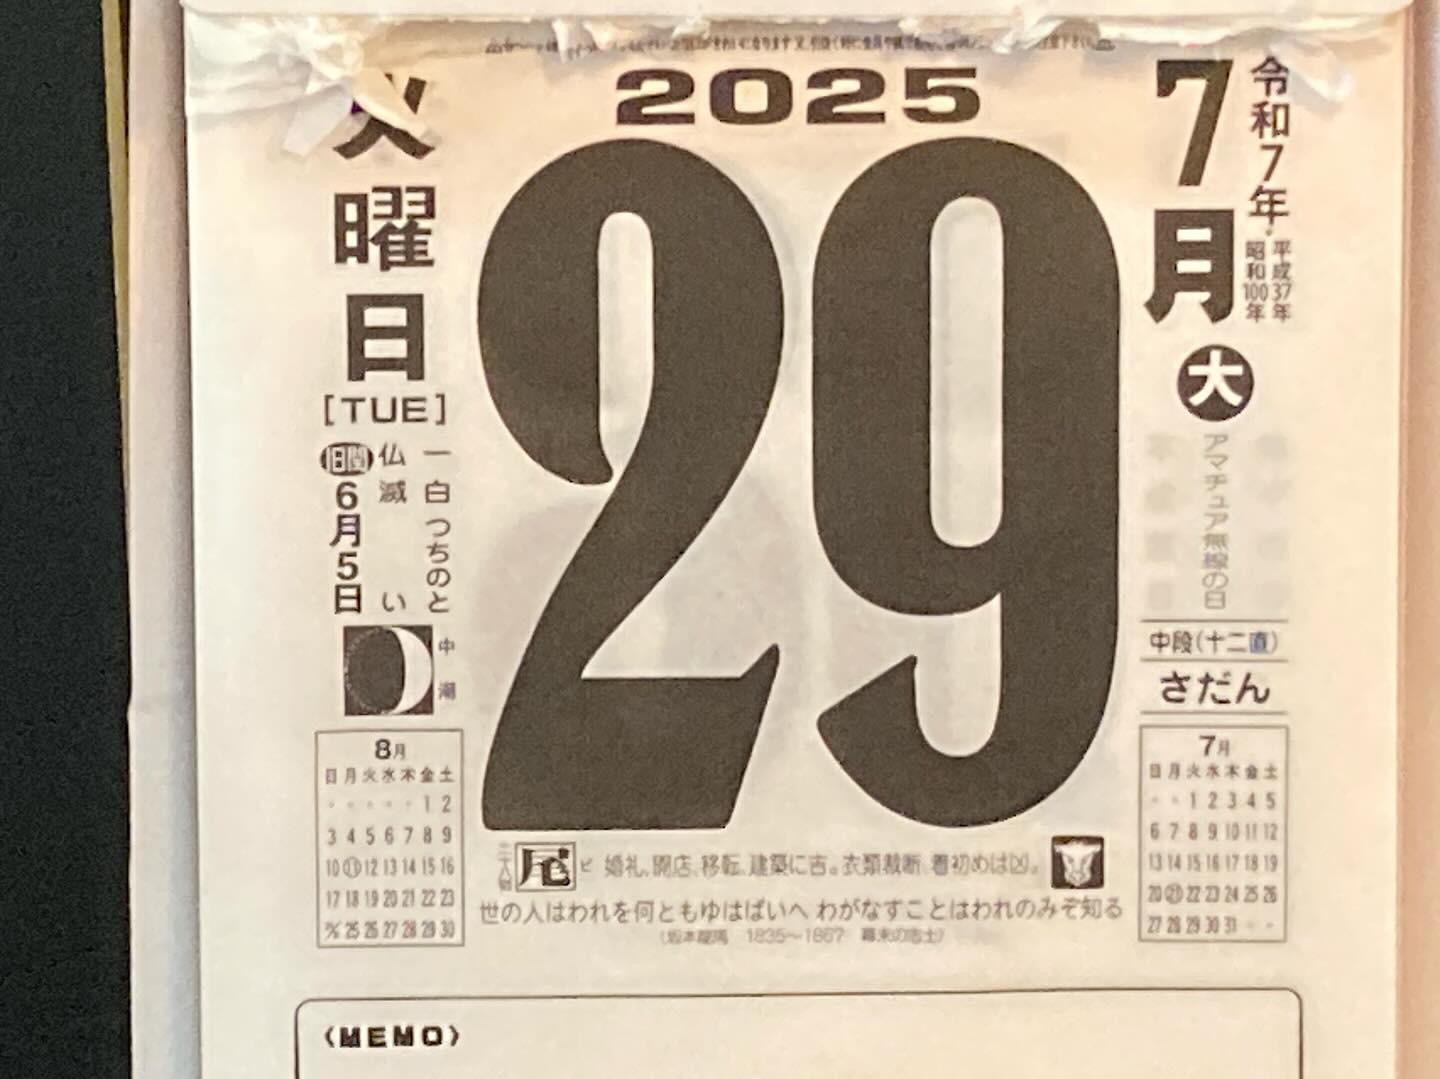 2025
7月
令和7年
平成37年
昭和100年
大
アマチュア無線の日
中段(十二直)
さだん
火曜日
[TUE]
一白 つちのと
仏滅 い
旧閏6月5日
中潮
29
8月
日 月 火 水 木 金 土
・ ・ ・ ・ ・ 1 2
3 4 5 6 7 8 9
10 11 12 13 14 15 16
17 18 19 20 21 22 23
24/31 25 26 27 28 29 30
7月
日 月 火 水 木 金 土
・ ・ 1 2 3 4 5
6 7 8 9 10 11 12
13 14 15 16 17 18 19
20 21 22 23 24 25 26
27 28 29 30 31 ・ ・
尾 ビ 婚礼、開店、移転、建築に吉。衣類裁断、着初めは凶。
世の人はわれを何ともゆはばいへ わがなすことはわれのみぞ知る
(坂本龍馬 1835〜1867 幕末の志士)
〈MEMO〉